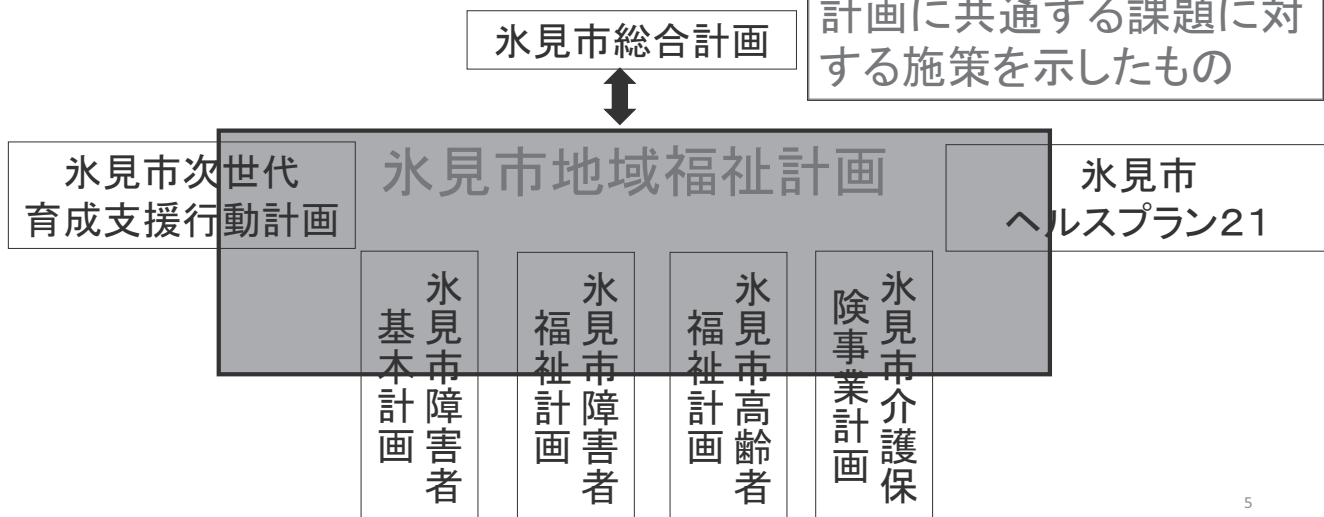 計画に共通する課題に対
する施策を示したもの
氷見市総合計画
氷見市地域福祉計画
氷見市次世代
育成支援行動計画
氷見市
ヘルスプラン21
氷見市障害者
基本計画
氷見市障害者
福祉計画
氷見市高齢者
福祉計画
氷見市介護保
険事業計画
5